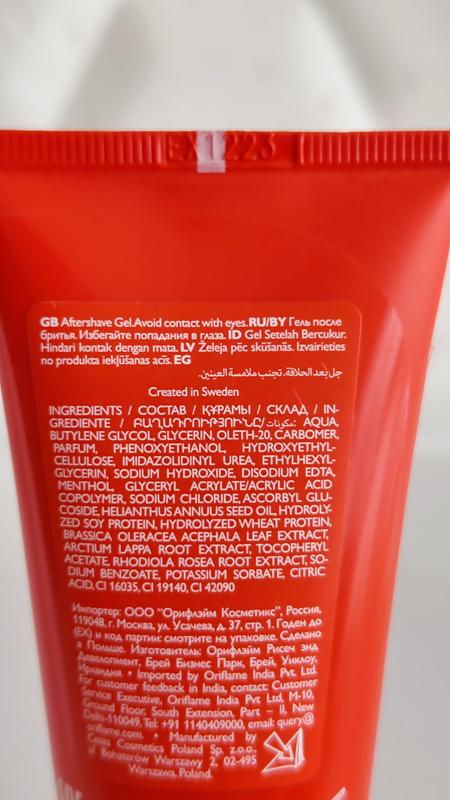 EX1223
GB Aftershave Gel.Avoid contact with eyes.RU/BY Гель после
бритья. Избегайте попадания в глаза. ID Gel Setelah Bercukur.
Hindari kontak dengan mata. LV Želeja pēc skūšanās. Izvairieties
no produkta iekļūšanas acīs. EG
جل بعد الحلاقة. تجنب ملامسة العينين.
Created in Sweden
INGREDIENTS / СОСТАВ / ҚҰРАМЫ / СКЛАД / IN-
GREDIENTE / ԲԱՂԱԴՐՈՒԹՅՈՒՆԸ/ مكونات: AQUA,
BUTYLENE GLYCOL, GLYCERIN, OLETH-20, CARBOMER,
PARFUM, PHENOXYETHANOL, HYDROXYETHYL-
CELLULOSE, IMIDAZOLIDINYL UREA, ETHYLHEXYL-
GLYCERIN, SODIUM HYDROXIDE, DISODIUM EDTA,
MENTHOL, GLYCERYL ACRYLATE/ACRYLIC ACID
COPOLYMER, SODIUM CHLORIDE, ASCORBYL GLU-
COSIDE, HELIANTHUS ANNUUS SEED OIL, HYDROLY-
ZED SOY PROTEIN, HYDROLYZED WHEAT PROTEIN,
BRASSICA OLERACEA ACEPHALA LEAF EXTRACT,
ARCTIUM LAPPA ROOT EXTRACT, TOCOPHERYL
ACETATE, RHODIOLA ROSEA ROOT EXTRACT, SO-
DIUM BENZOATE, POTASSIUM SORBATE, CITRIC
ACID, CI 16035, CI 19140, CI 42090
Импортер: ООО "Орифлэйм Косметикс", Россия,
119048, г. Москва, ул. Усачева, д. 37, стр. 1. Годен до
(EX) и код партии: смотрите на упаковке. Сделано
в Польше. Изготовитель: Орифлэйм Рисеч энд
Девелопмент, Брей Бизнес Парк, Брей, Уиклоу,
Ирландия. • Imported by Oriflame India Pvt. Ltd.
For customer feedback in India, contact: Customer
Service Executive, Oriflame India Pvt Ltd, M-10,
Ground Floor, South Extension, Part – II, New
Delhi-110049, Tel: +91 1140409000, email: query@
oriflame.com. • Manufactured by
Cetes Cosmetics Poland Sp. z.o.o.,
ul Bohaterów Warszawy 2, 02-495
Warszawa, Poland.